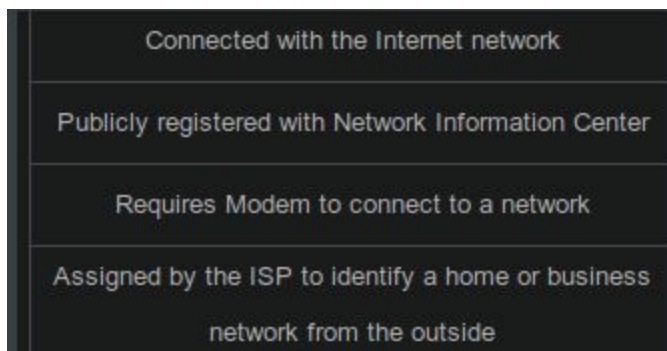 Connected with the Internet network
Publicly registered with Network Information Center
Requires Modem to connect to a network
Assigned by the ISP to identify a home or business
network from the outside